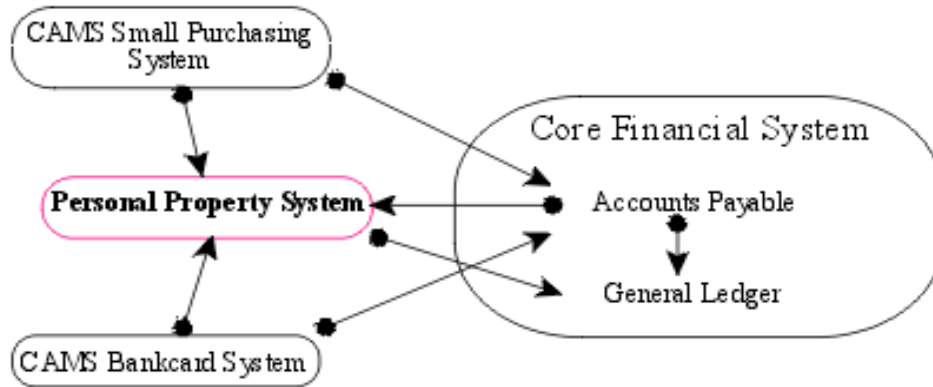 CAMS Small Purchasing
System
Core Financial System
Personal Property System
Accounts Payable
General Ledger
CAMS Bankcard System